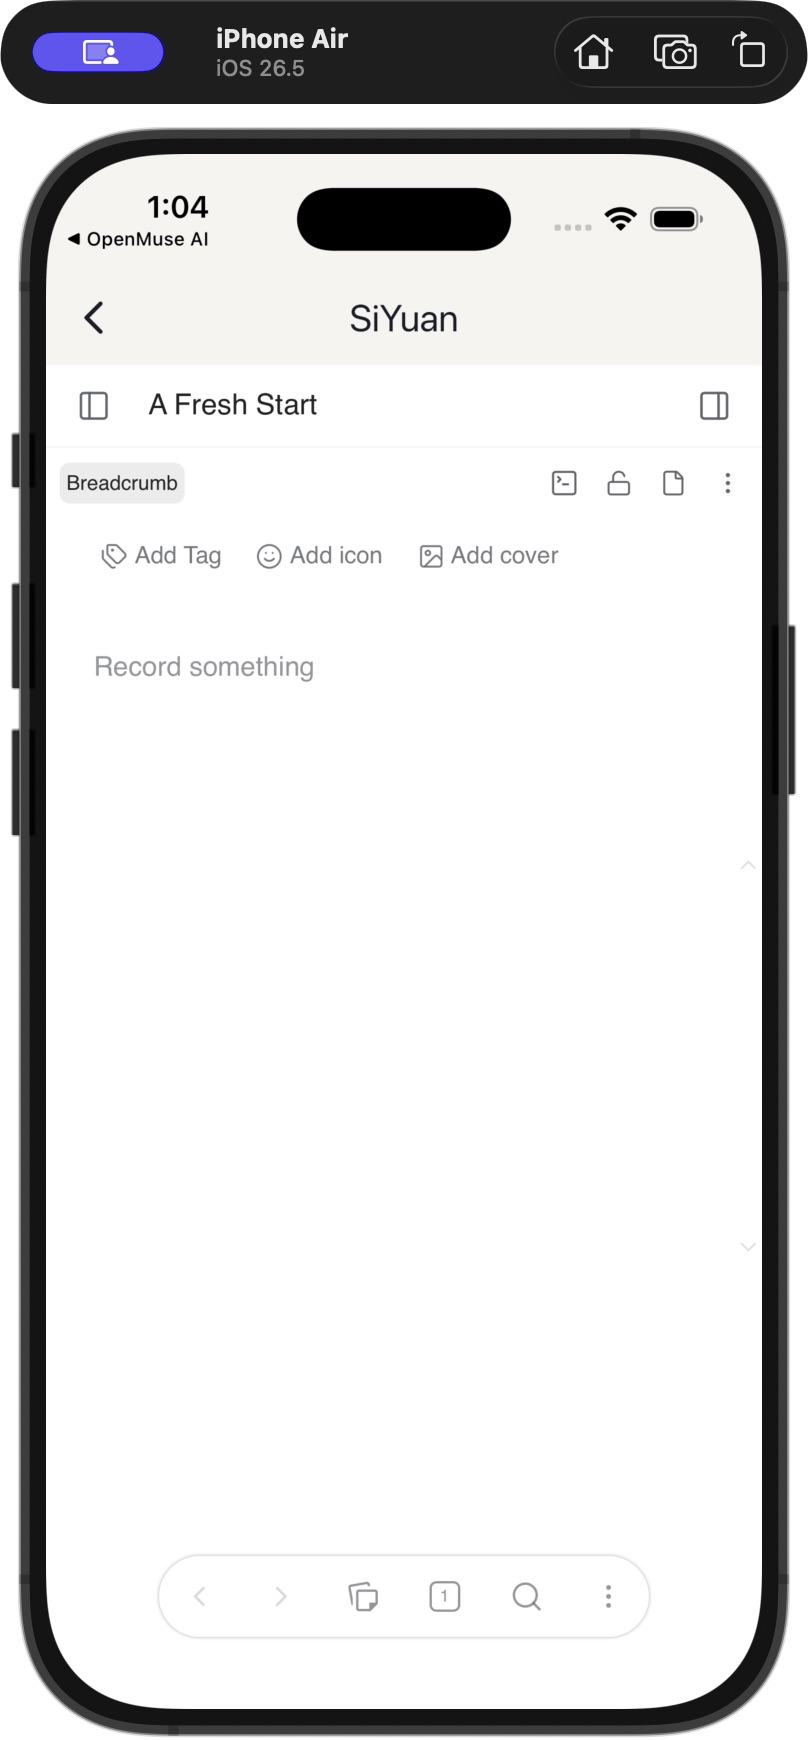 iPhone Air
iOS 26.5
1:04
◀ OpenMuse AI
SiYuan
A Fresh Start
Breadcrumb
Add Tag Add icon Add cover
Record something
1